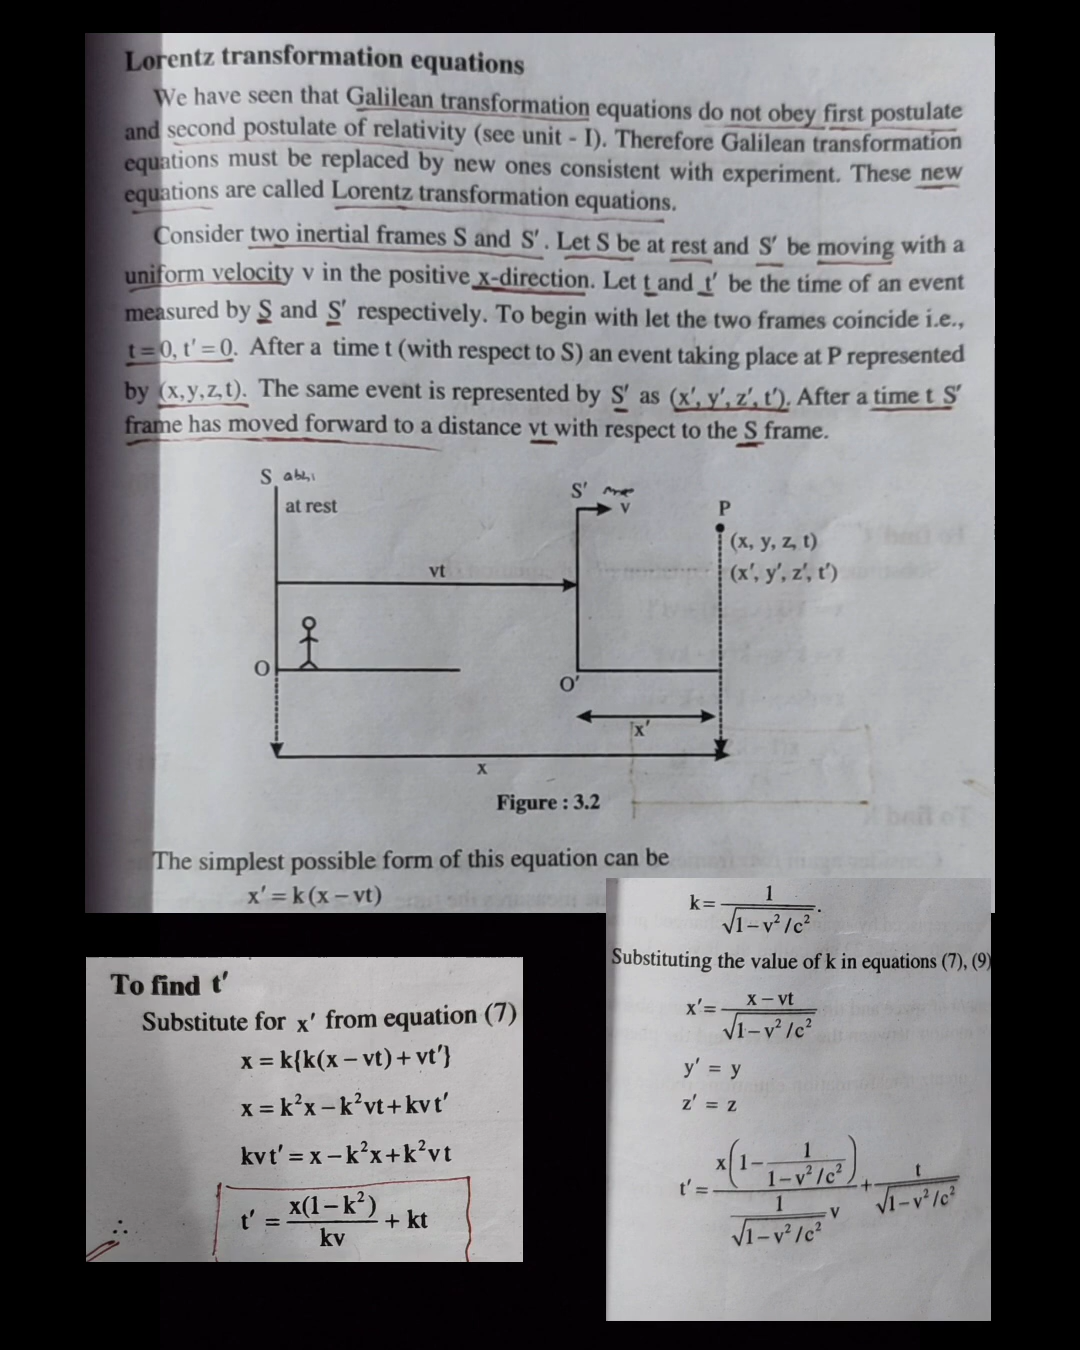 Lorentz transformation equations
We have seen that Galilean transformation equations do not obey first postulate
and second postulate of relativity (see unit - I). Therefore Galilean transformation
equations must be replaced by new ones consistent with experiment. These new
equations are called Lorentz transformation equations.
Consider two inertial frames S and S′. Let S be at rest and S′ be moving with a
uniform velocity v in the positive x-direction. Let t and t′ be the time of an event
measured by S and S′ respectively. To begin with let the two frames coincide i.e.,
t = 0, t′ = 0. After a time t (with respect to S) an event taking place at P represented
by (x, y, z, t). The same event is represented by S′ as (x′, y′, z′, t′). After a time t S′
frame has moved forward to a distance vt with respect to the S frame.
S
at rest
S′
v
P
(x, y, z, t)
(x′, y′, z′, t′)
vt
O
O′
x′
x
Figure : 3.2
The simplest possible form of this equation can be
x′ = k (x – vt)
To find t′
Substitute for x′ from equation (7)
x = k{k(x – vt) + vt′}
x = k²x – k²vt + kv t′
kvt′ = x – k²x + k²vt
∴ t′ = x(1 – k²)/kv + kt
k = 1/√1 – v²/c² .
Substituting the value of k in equations (7), (9)
x′ = x – vt/√1 – v²/c²
y′ = y
z′ = z
t′ = x(1 – 1/1 – v²/c²)/1/√1 – v²/c² v + t/√1 – v²/c²